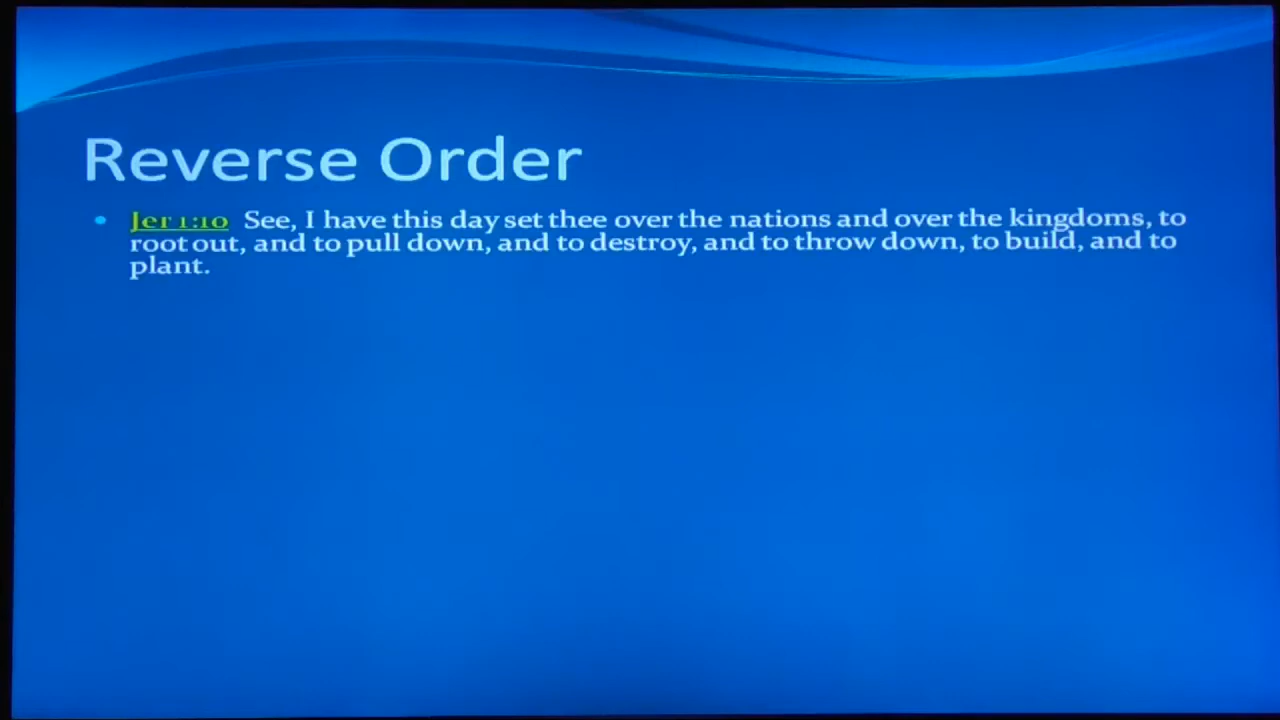 Reverse Order
• Jer 1:10 See, I have this day set thee over the nations and over the kingdoms, to
root out, and to pull down, and to destroy, and to throw down, to build, and to
plant.